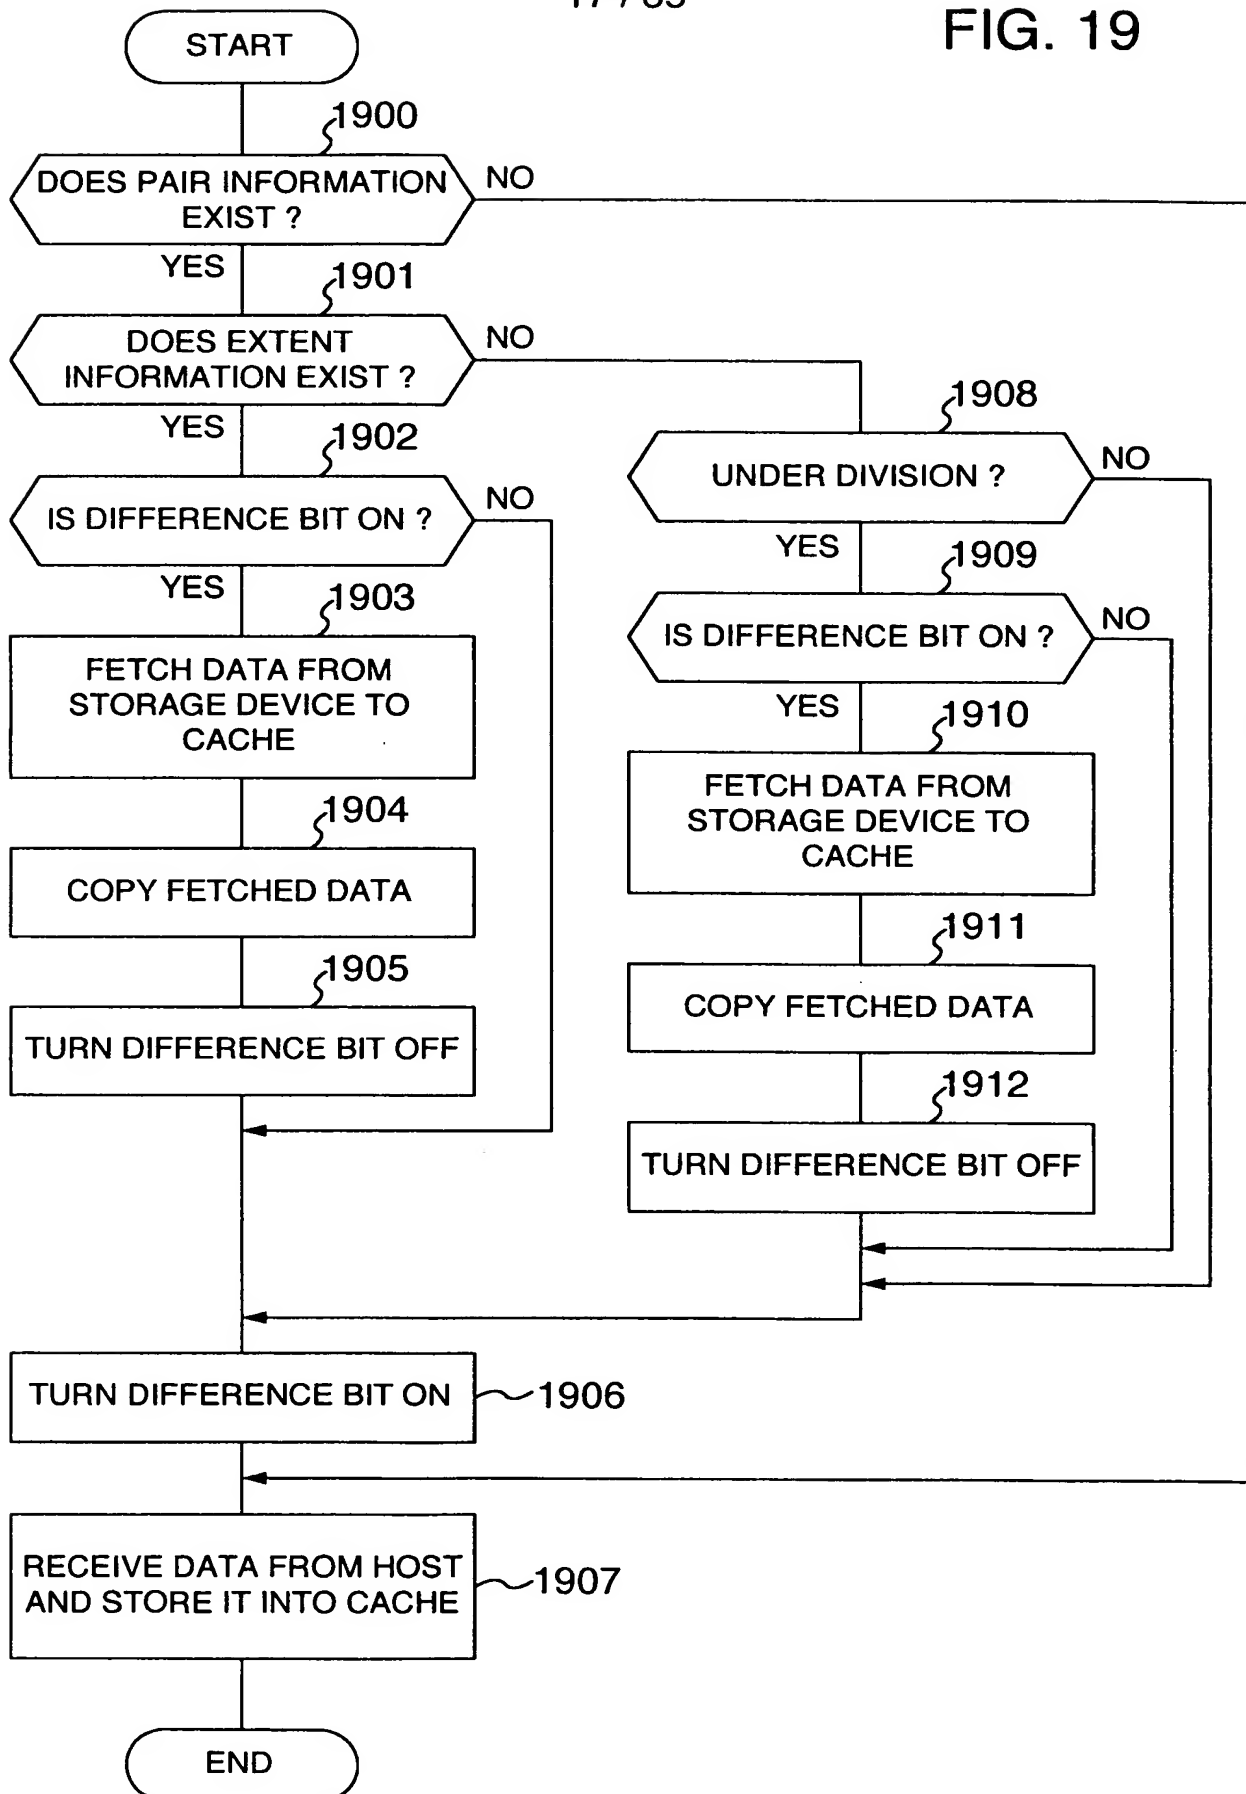 17 / 35
FIG. 19
START
1900
DOES PAIR INFORMATION
EXIST ?
NO
YES
1901
DOES EXTENT
INFORMATION EXIST ?
NO
YES
1902
IS DIFFERENCE BIT ON ?
NO
YES
1903
FETCH DATA FROM
STORAGE DEVICE TO
CACHE
1904
COPY FETCHED DATA
1905
TURN DIFFERENCE BIT OFF
1908
UNDER DIVISION ?
NO
YES
1909
IS DIFFERENCE BIT ON ?
NO
YES
1910
FETCH DATA FROM
STORAGE DEVICE TO
CACHE
1911
COPY FETCHED DATA
1912
TURN DIFFERENCE BIT OFF
TURN DIFFERENCE BIT ON
1906
RECEIVE DATA FROM HOST
AND STORE IT INTO CACHE
1907
END